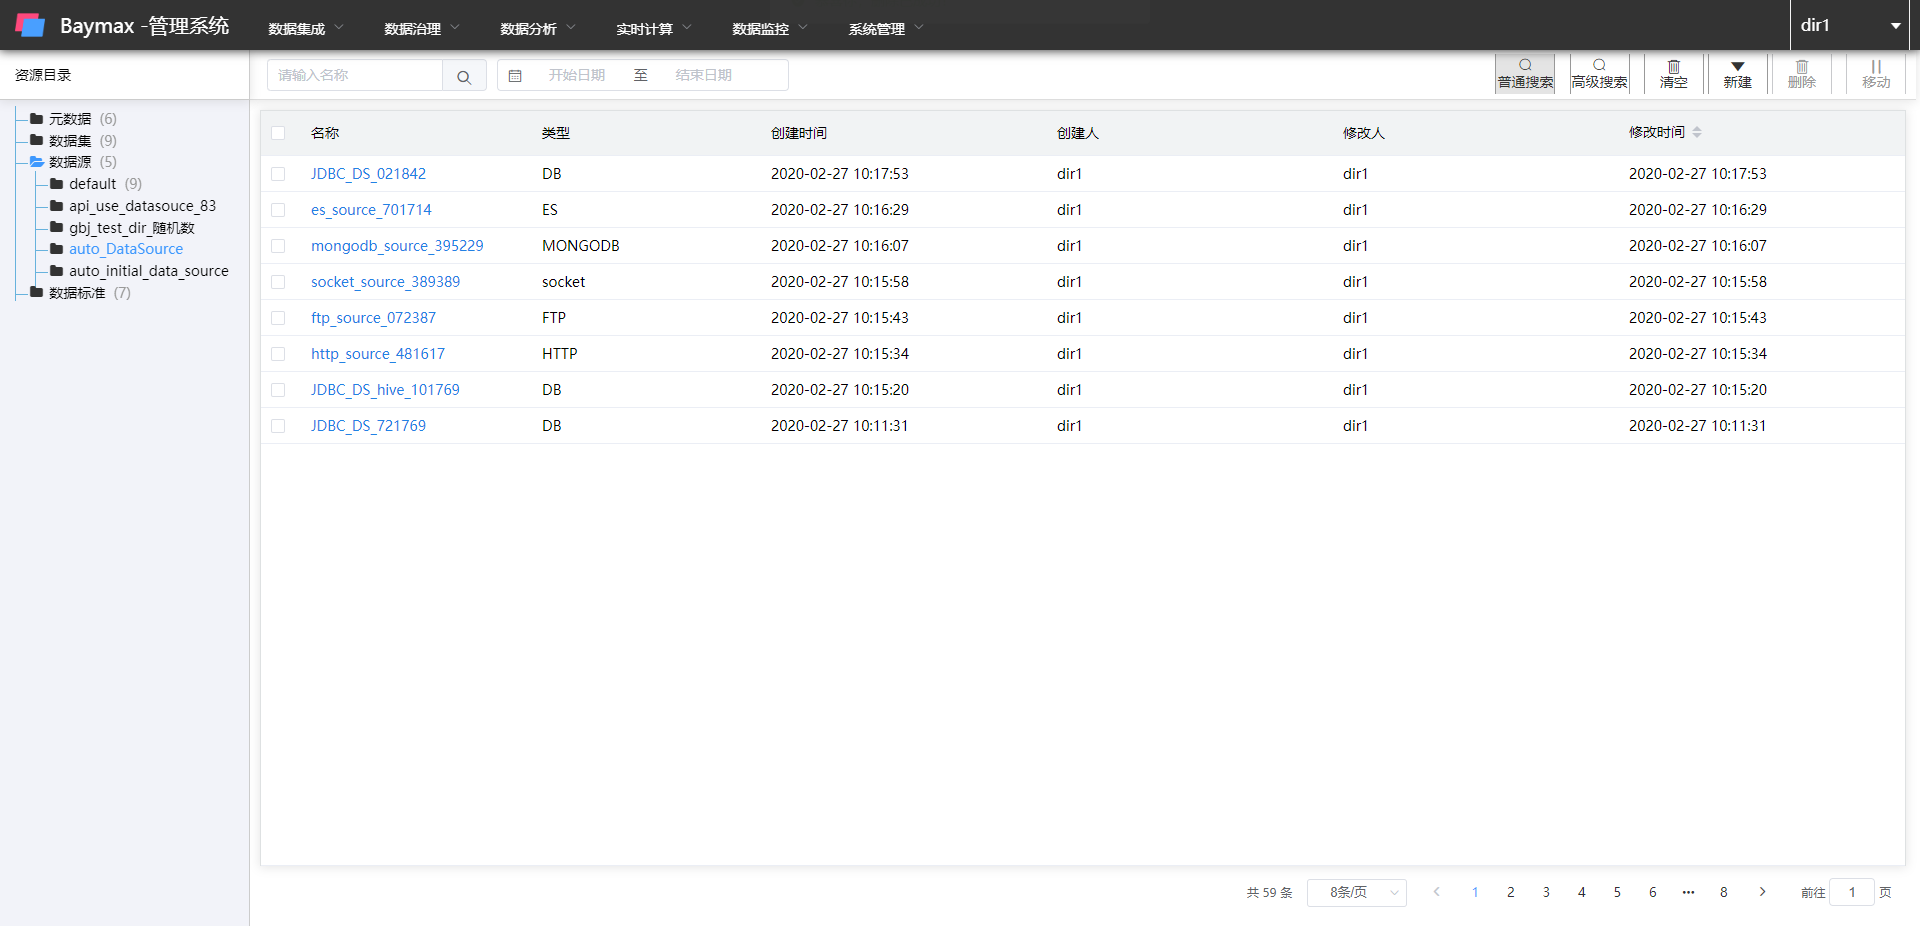 Baymax -管理系统 数据集成 数据治理 数据分析 实时计算 数据监控 系统管理 dir1
资源目录
元数据 (6)
数据集 (9)
数据源 (5)
default (9)
api_use_datasouce_83
gbj_test_dir_随机数
auto_DataSource
auto_initial_data_source
数据标准 (7)
请输入名称 开始日期 至 结束日期 普通搜索 高级搜索 清空 新建 删除 移动
名称 类型 创建时间 创建人 修改人 修改时间
JDBC_DS_021842 DB 2020-02-27 10:17:53 dir1 dir1 2020-02-27 10:17:53
es_source_701714 ES 2020-02-27 10:16:29 dir1 dir1 2020-02-27 10:16:29
mongodb_source_395229 MONGODB 2020-02-27 10:16:07 dir1 dir1 2020-02-27 10:16:07
socket_source_389389 socket 2020-02-27 10:15:58 dir1 dir1 2020-02-27 10:15:58
ftp_source_072387 FTP 2020-02-27 10:15:43 dir1 dir1 2020-02-27 10:15:43
http_source_481617 HTTP 2020-02-27 10:15:34 dir1 dir1 2020-02-27 10:15:34
JDBC_DS_hive_101769 DB 2020-02-27 10:15:20 dir1 dir1 2020-02-27 10:15:20
JDBC_DS_721769 DB 2020-02-27 10:11:31 dir1 dir1 2020-02-27 10:11:31
共 59 条 8条/页 1 2 3 4 5 6 ••• 8 前往 1 页